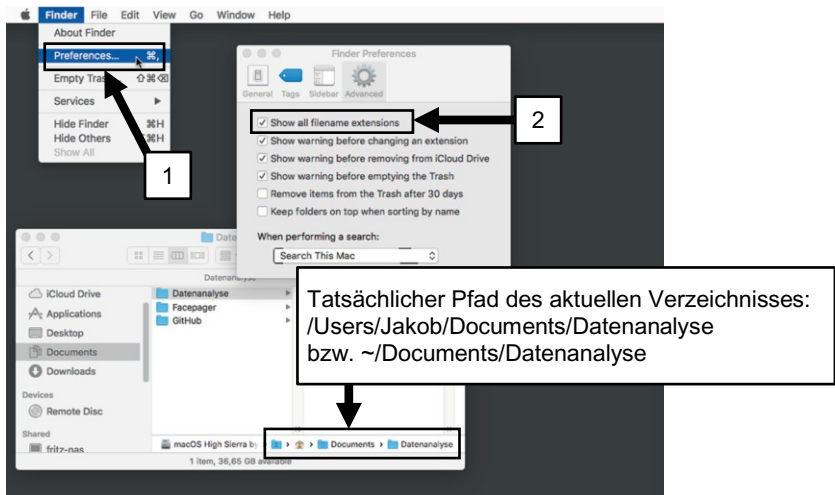 Finder File Edit View Go Window Help
About Finder
Preferences... ⌘,
Empty Tras ⇧⌘⌫
Services ▶
Hide Finder ⌘H
Hide Others ⌘H
Show All
1
Finder Preferences
General Tags Sidebar Advanced
Show all filename extensions
2
Show warning before changing an extension
Show warning before removing from iCloud Drive
Show warning before emptying the Trash
Remove items from the Trash after 30 days
Keep folders on top when sorting by name
When performing a search:
Search This Mac
Date
Datenanalyse
iCloud Drive
Applications
Desktop
Documents
Downloads
Devices
Remote Disc
Shared
fritz-nas
Datenanalyse
Facepager
GitHub
Tatsächlicher Pfad des aktuellen Verzeichnisses:
/Users/Jakob/Documents/Datenanalyse
bzw. ~/Documents/Datenanalyse
macOS High Sierra by › › Documents › Datenanalyse
1 item, 36,65 GB available